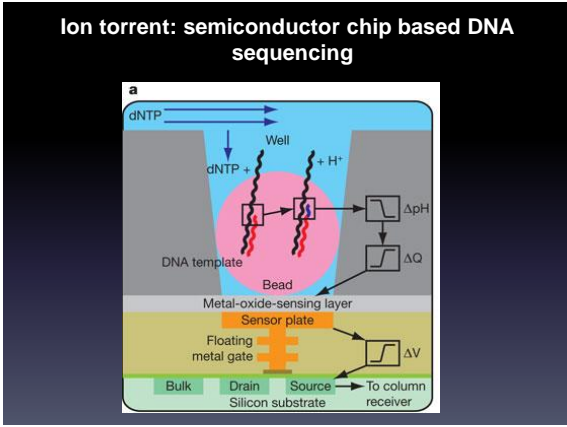 Ion torrent: semiconductor chip based DNA
sequencing
a
dNTP
Well
dNTP +
+ H⁺
ΔpH
ΔQ
DNA template
Bead
Metal-oxide-sensing layer
Sensor plate
Floating
metal gate
ΔV
Bulk
Drain
Source
To column
receiver
Silicon substrate